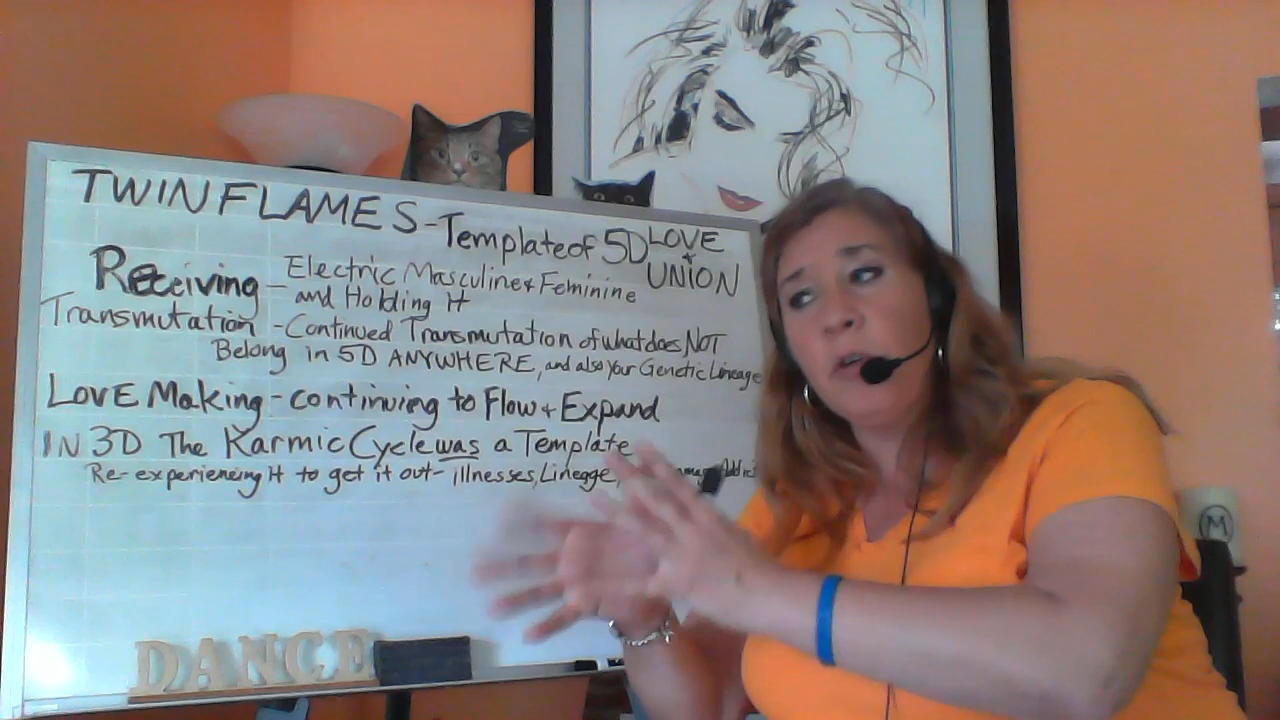 TWIN FLAMES - Template of 5D LOVE
+
UNION
Receiving - Electric Masculine + Feminine
and Holding It
Transmutation - Continued Transmutation of what does NOT
Belong in 5D ANYWHERE, and also your Genetic Lineage
LOVE Making - continuing to Flow + Expand
IN 3D The Karmic Cycle was a Template
Re-experiencing It to get it out - illnesses, Lineage,
DANCE
M